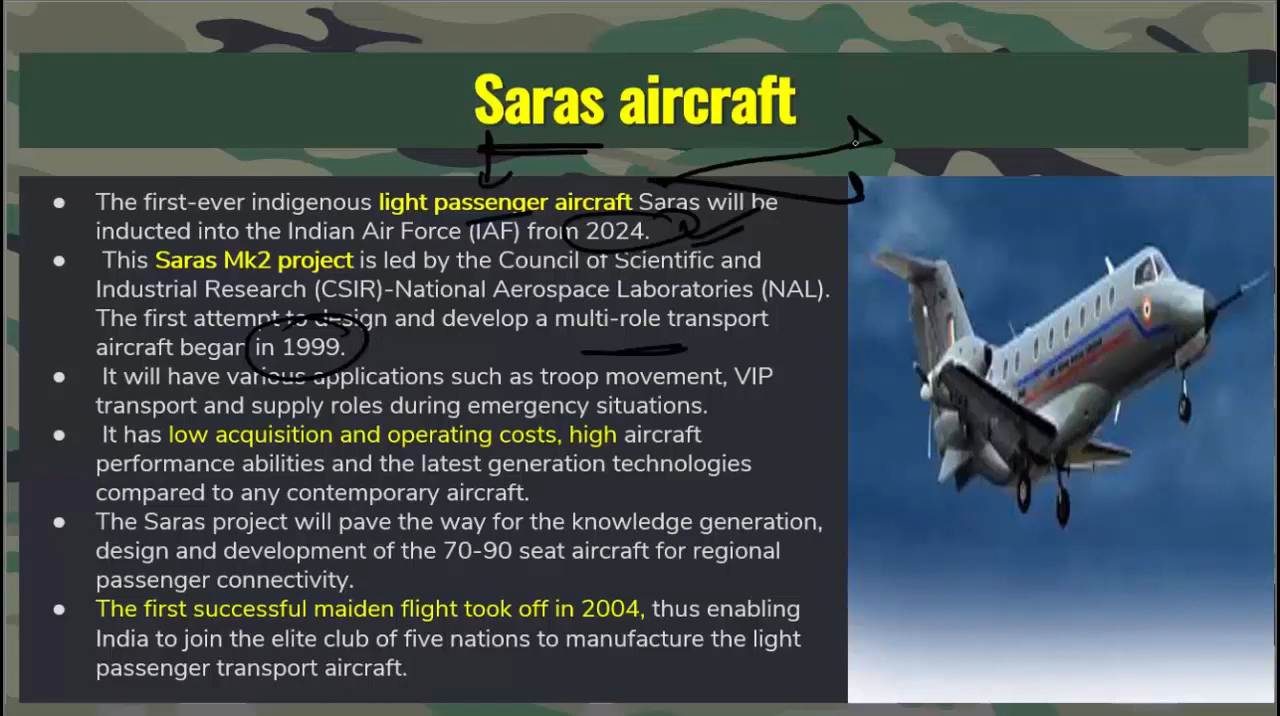 Saras aircraft
● The first-ever indigenous light passenger aircraft Saras will be
inducted into the Indian Air Force (IAF) from 2024.
● This Saras Mk2 project is led by the Council of Scientific and
Industrial Research (CSIR)-National Aerospace Laboratories (NAL).
The first attempt to design and develop a multi-role transport
aircraft began in 1999.
● It will have various applications such as troop movement, VIP
transport and supply roles during emergency situations.
● It has low acquisition and operating costs, high aircraft
performance abilities and the latest generation technologies
compared to any contemporary aircraft.
● The Saras project will pave the way for the knowledge generation,
design and development of the 70-90 seat aircraft for regional
passenger connectivity.
● The first successful maiden flight took off in 2004, thus enabling
India to join the elite club of five nations to manufacture the light
passenger transport aircraft.